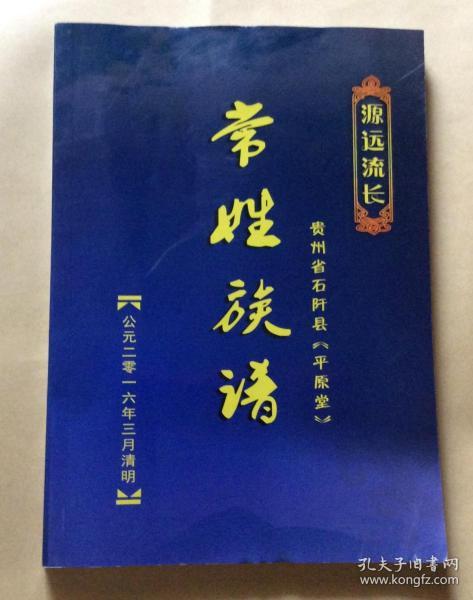 源远流长
贵州省石阡县《平原堂》
常姓族谱
【公元二零一六年三月清明】
孔夫子旧书网
www.kongfz.com